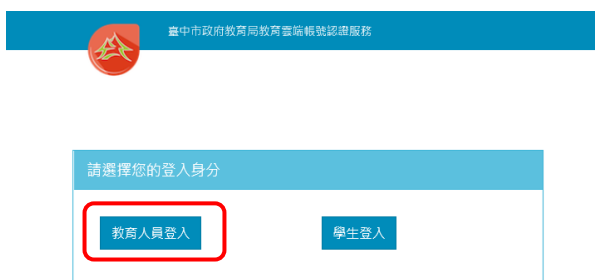 臺中市政府教育局教育雲端帳號認證服務
請選擇您的登入身分
教育人員登入
學生登入